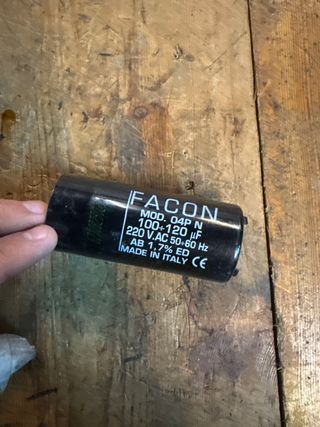 FACON
MOD. 04P N
100÷120 µF
220 V.AC 50÷60 Hz
AB 1.7% ED
MADE IN ITALY CE